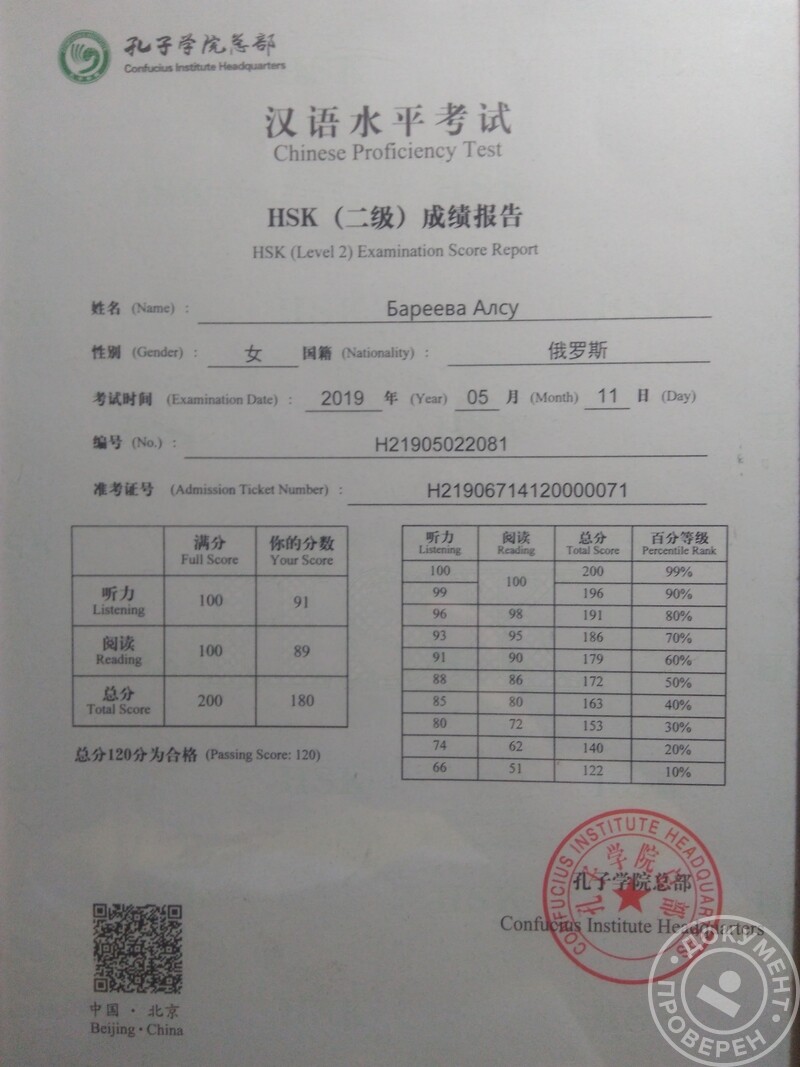 孔子学院总部
Confucius Institute Headquarters
汉语水平考试
Chinese Proficiency Test
HSK（二级）成绩报告
HSK (Level 2) Examination Score Report
姓名 (Name) : Бареева Алсу
性别 (Gender) : 女 国籍 (Nationality) : 俄罗斯
考试时间 (Examination Date) : 2019 年 (Year) 05 月 (Month) 11 日 (Day)
编号 (No.) : H21905022081
准考证号 (Admission Ticket Number) : H21906714120000071
满分 你的分数
Full Score Your Score
听力 100 91
Listening
阅读 100 89
Reading
总分 200 180
Total Score
总分120分为合格 (Passing Score: 120)
听力 阅读 总分 百分等级
Listening Reading Total Score Percentile Rank
100 100 200 99%
99 196 90%
96 98 191 80%
93 95 186 70%
91 90 179 60%
88 86 172 50%
85 80 163 40%
80 72 153 30%
74 62 140 20%
66 51 122 10%
CONFUCIUS INSTITUTE HEADQUARTERS
孔子学院总部
孔子学院总部
Confucius Institute Headquarters
中国·北京
Beijing·China
ДОКУМЕНТ
ПРОВЕРЕН